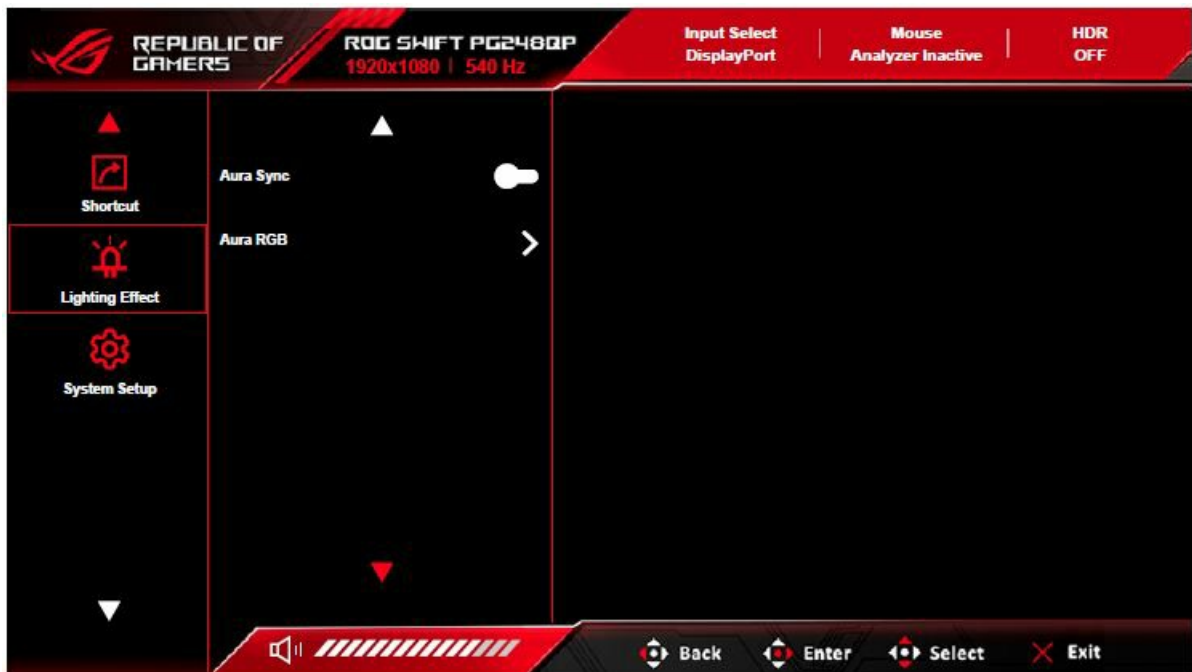 REPUBLIC OF
GAMERS
ROG SWIFT PG248QP
1920x1080 | 540 Hz
Input Select
DisplayPort
Mouse
Analyzer Inactive
HDR
OFF
Shortcut
Lighting Effect
System Setup
Aura Sync
Aura RGB
Back
Enter
Select
Exit